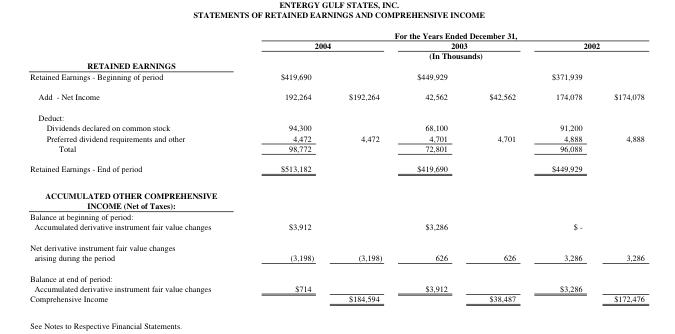 ENTERGY GULF STATES, INC.
STATEMENTS OF RETAINED EARNINGS AND COMPREHENSIVE INCOME
For the Years Ended December 31,
2004 2003 2002
(In Thousands)
RETAINED EARNINGS
Retained Earnings - Beginning of period $419,690 $449,929 $371,939
Add - Net Income 192,264 $192,264 42,562 $42,562 174,078 $174,078
Deduct:
Dividends declared on common stock 94,300 68,100 91,200
Preferred dividend requirements and other 4,472 4,472 4,701 4,701 4,888 4,888
Total 98,772 72,801 96,088
Retained Earnings - End of period $513,182 $419,690 $449,929
ACCUMULATED OTHER COMPREHENSIVE
INCOME (Net of Taxes):
Balance at beginning of period:
Accumulated derivative instrument fair value changes $3,912 $3,286 $ -
Net derivative instrument fair value changes
arising during the period (3,198) (3,198) 626 626 3,286 3,286
Balance at end of period:
Accumulated derivative instrument fair value changes $714 $3,912 $3,286
Comprehensive Income $184,594 $38,487 $172,476
See Notes to Respective Financial Statements.